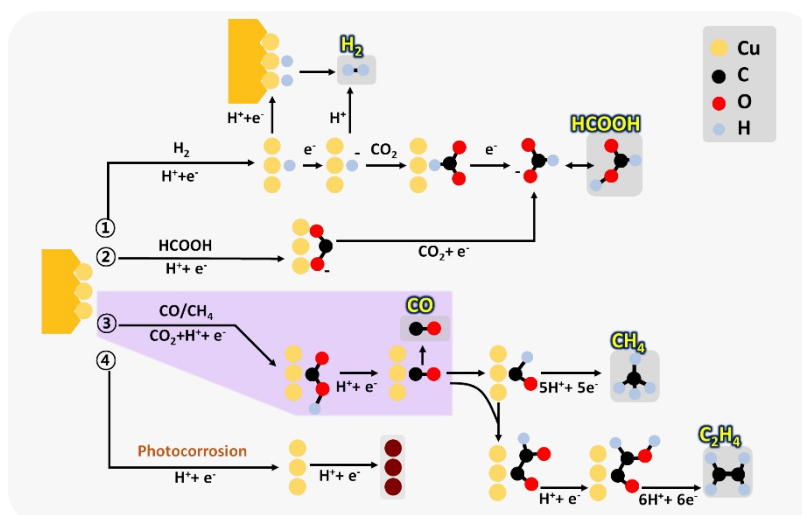 H₂
Cu
C
O
H
H⁺+e⁻
H⁺
HCOOH
H₂
H⁺+e⁻
e⁻
-
CO₂
e⁻
-
①
②
HCOOH
H⁺+ e⁻
-
CO₂+ e⁻
③
CO/CH₄
CO₂+H⁺+ e⁻
CO
H⁺+ e⁻
CH₄
5H⁺+ 5e⁻
④
Photocorrosion
H⁺+ e⁻
H⁺+ e⁻
C₂H₄
H⁺+ e⁻
6H⁺+ 6e⁻